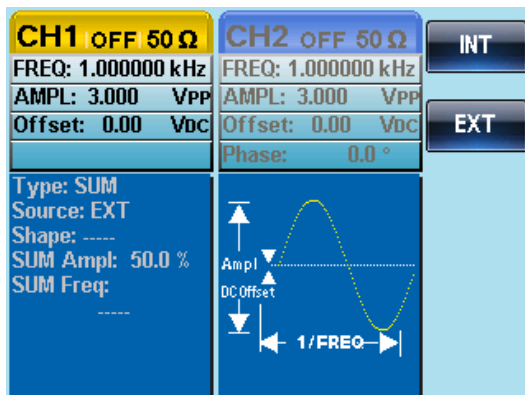 CH1 OFF 50 Ω
FREQ: 1.000000 kHz
AMPL: 3.000 VPP
Offset: 0.00 VDC
CH2 OFF 50 Ω
FREQ: 1.000000 kHz
AMPL: 3.000 VPP
Offset: 0.00 VDC
Phase: 0.0 °
INT
EXT
Type: SUM
Source: EXT
Shape: -----
SUM Ampl: 50.0 %
SUM Freq:
-----
Ampl
DC Offset
1/FREQ